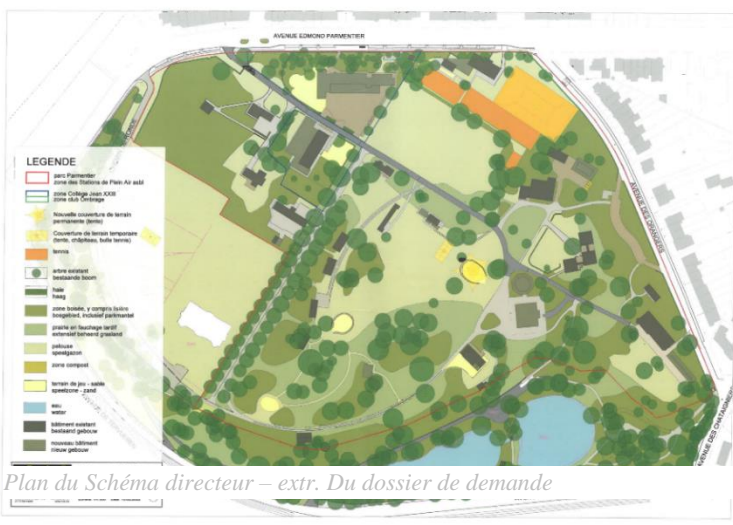 AVENUE EDMOND PARMENTIER
AVENUE DES ORANGERS
AVENUE DES CHATAIGNIERS
LEGENDE
parc Parmentier
zone des Stations de Plein Air asbl
zone Collège Jean XXIII
zone club Ombrage
Nouvelle couverture de terrain
permanente (tente)
Couverture de terrain temporaire
(tente, chapiteau, bulle tennis)
tennis
arbre existant
bestaande boom
haie
haag
zone boisée, y compris lisière
bosgebied, inclusief parkmantel
prairie en fauchage tardif
extensief beheerd grasland
pelouse
speelgazon
zone compost
terrain de jeu - sable
speelzone - zand
eau
water
bâtiment existant
bestaand gebouw
nouveau bâtiment
nieuw gebouw
Plan du Schéma directeur – extr. Du dossier de demande